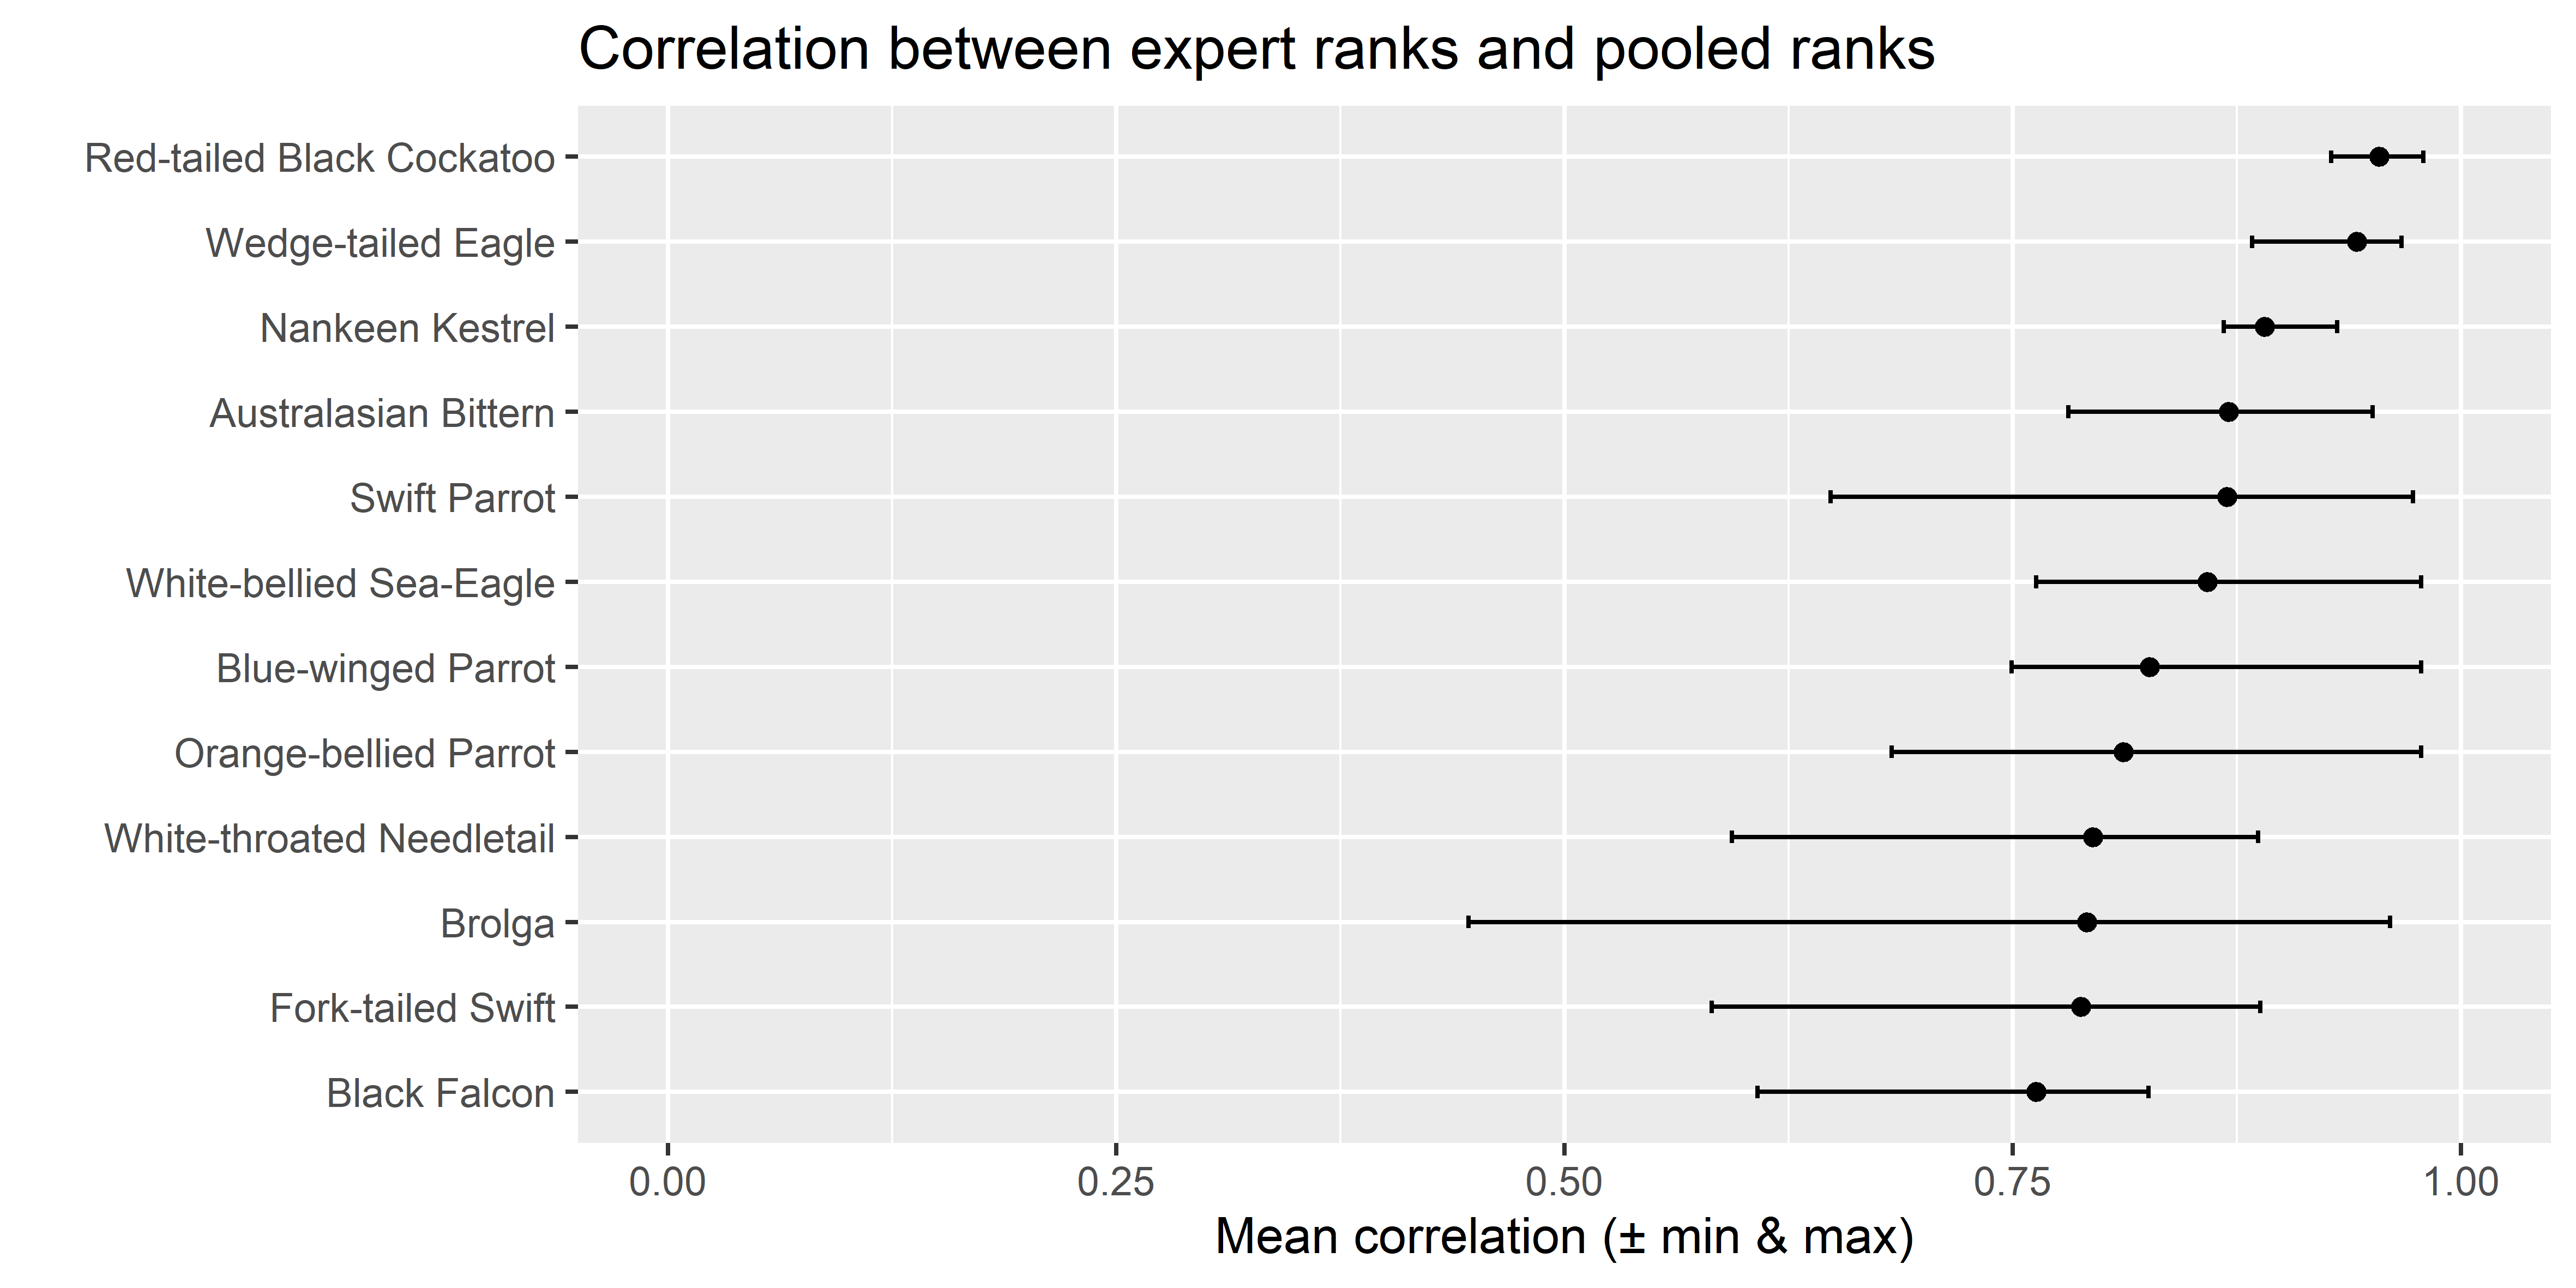 Correlation between expert ranks and pooled ranks
Red-tailed Black Cockatoo
Wedge-tailed Eagle
Nankeen Kestrel
Australasian Bittern
Swift Parrot
White-bellied Sea-Eagle
Blue-winged Parrot
Orange-bellied Parrot
White-throated Needletail
Brolga
Fork-tailed Swift
Black Falcon
0.00 0.25 0.50 0.75 1.00
Mean correlation (± min & max)